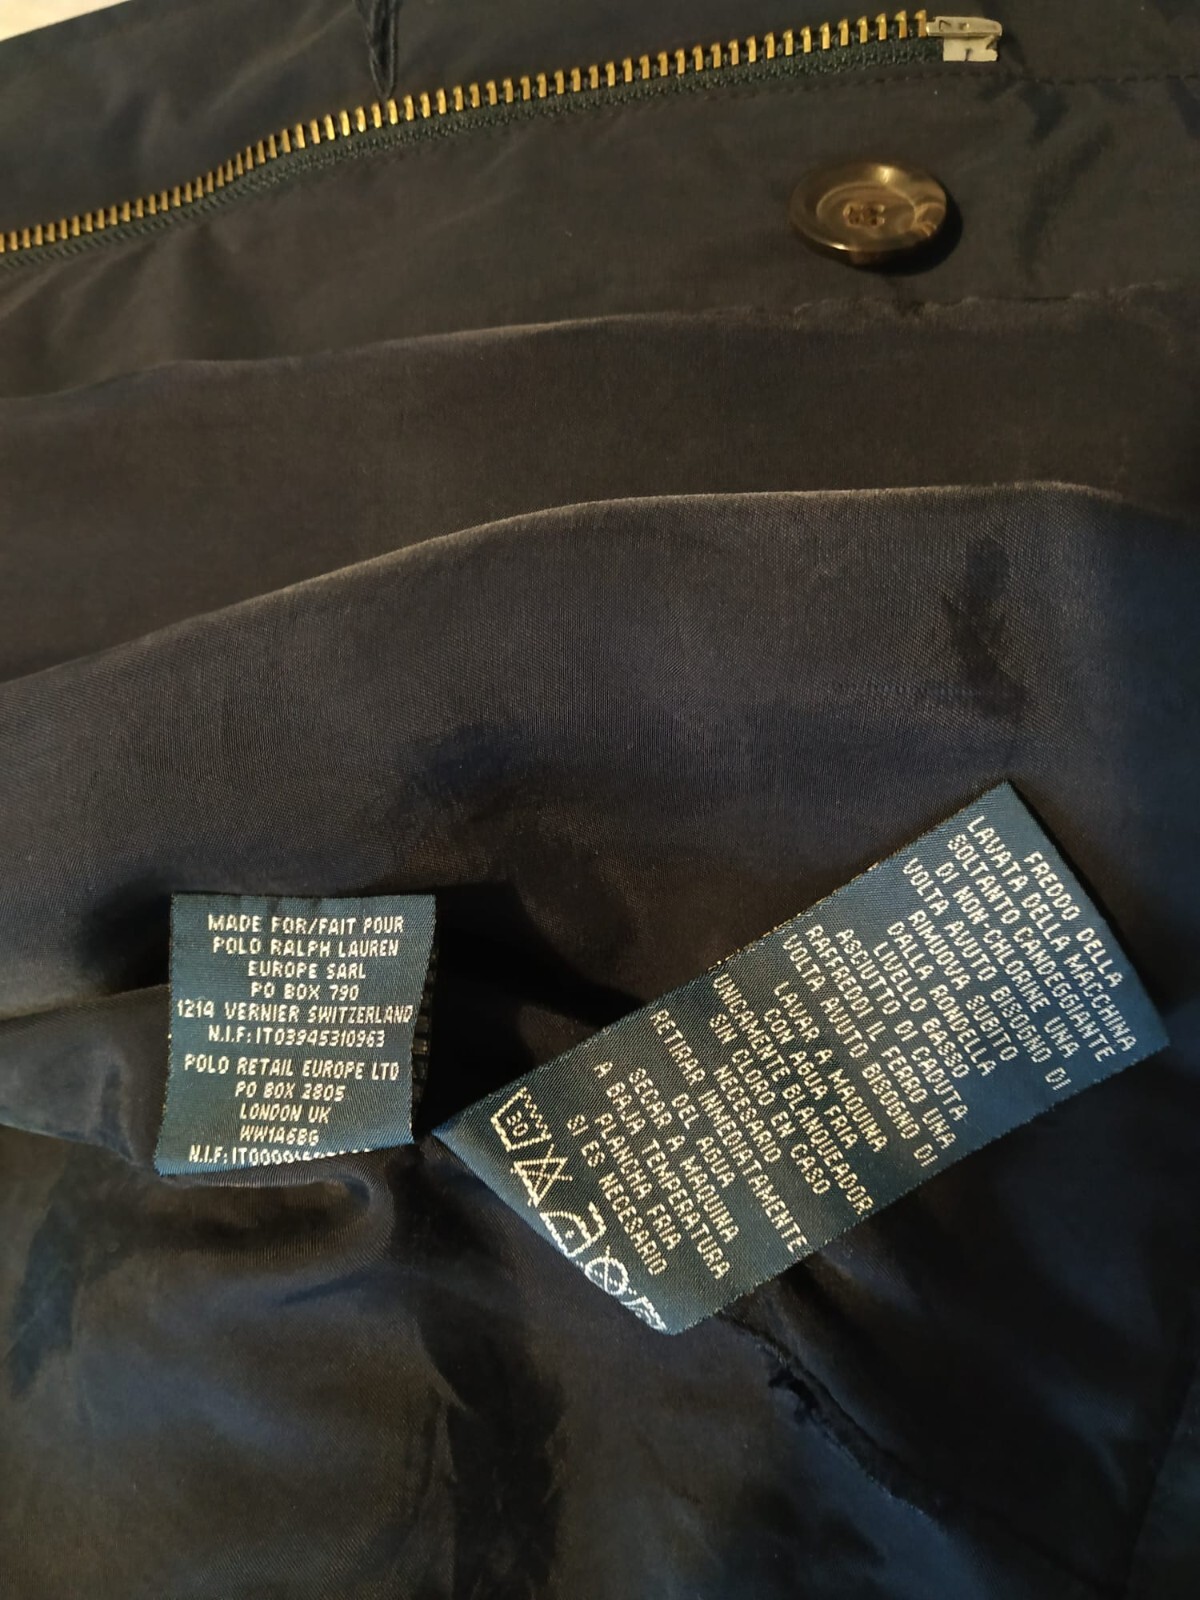 MADE FOR/FAIT POUR
POLO RALPH LAUREN
EUROPE SARL
PO BOX 790
1214 VERNIER SWITZERLAND
N.I.F: IT03945310963
POLO RETAIL EUROPE LTD
PO BOX 2805
LONDON UK
WW1A6BG
N.I.F: IT000
FREDDO DELLA
LAVATA DELLA MACCHINA
SOLTANTO CANDEGGIANTE
DI NON-CHLORINE UNA
VOLTA AVUTO BISOGNO DI
RIMUOVA SUBITO
DALLA RONDELLA
LIVELLO BASSO
ASCIUTTO DI CADUTA
RAFFREDDI IL FERRO UNA
VOLTA AVUTO BISOGNO DI
LAVAR A MAQUINA
CON AGUA FRIA
UNICAMENTE BLANQUEADOR
SIN CLORO EN CASO
NECESARIO
RETIRAR INMEDIATAMENTE
DEL AGUA
SECAR A MAQUINA
A BAJA TEMPERATURA
PLANCHA FRIA
SI ES NECESARIO
30